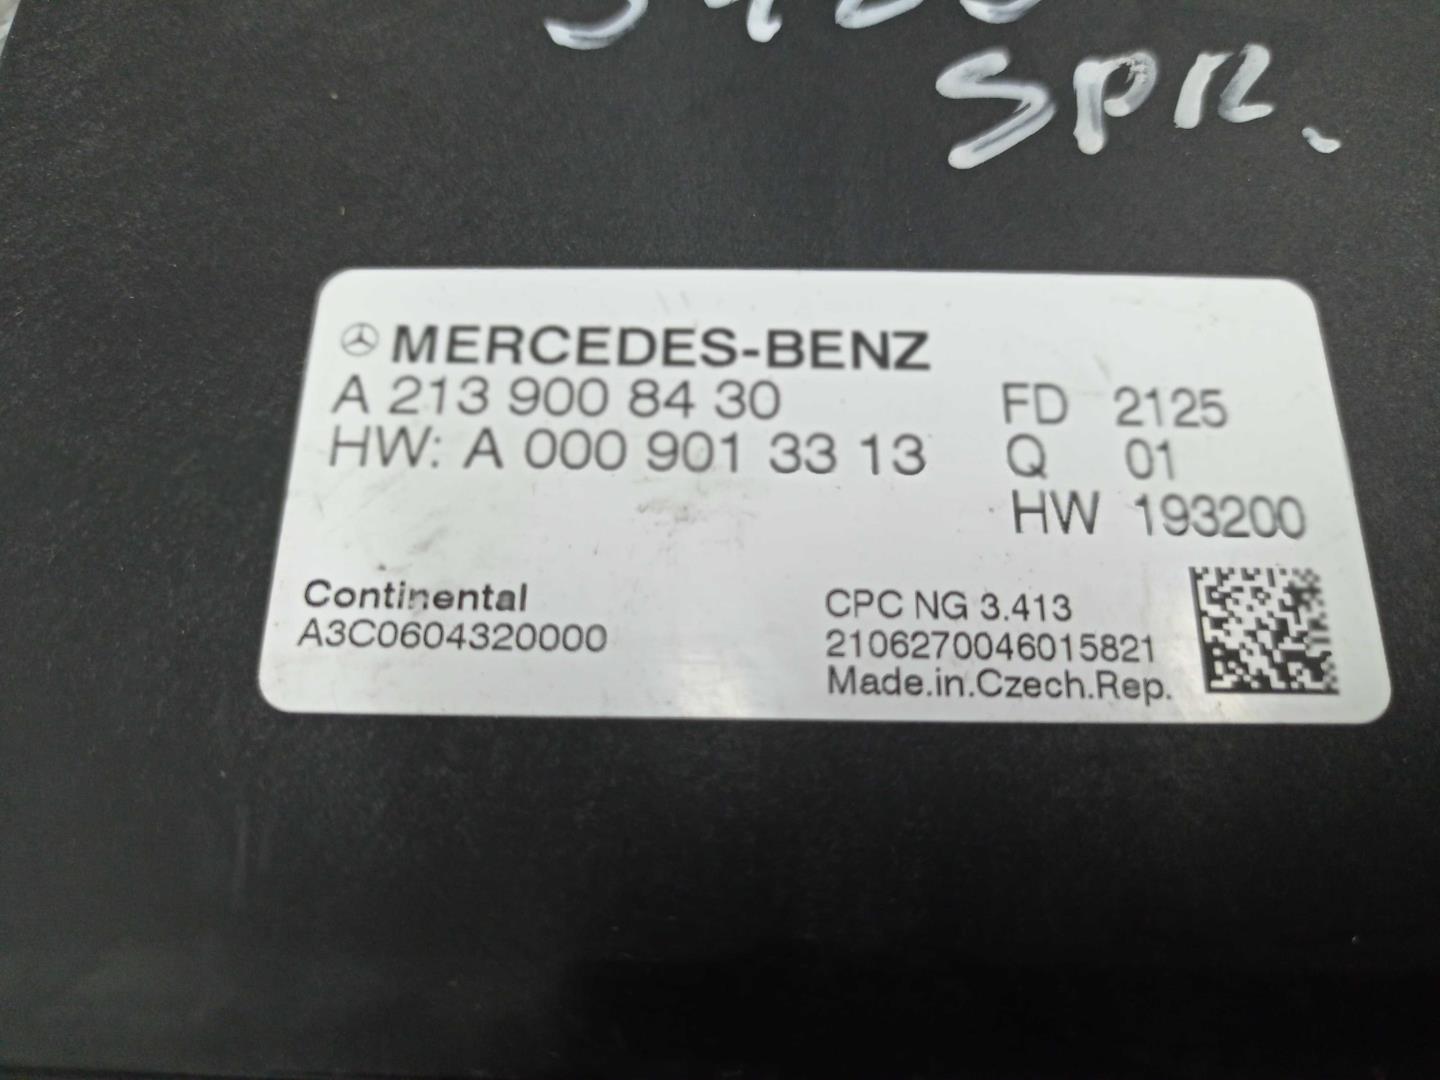 SPR.
MERCEDES-BENZ
A 213 900 84 30
HW: A 000 901 33 13
FD 2125
Q 01
HW 193200
Continental
A3C0604320000
CPC NG 3.413
2106270046015821
Made.in.Czech.Rep.